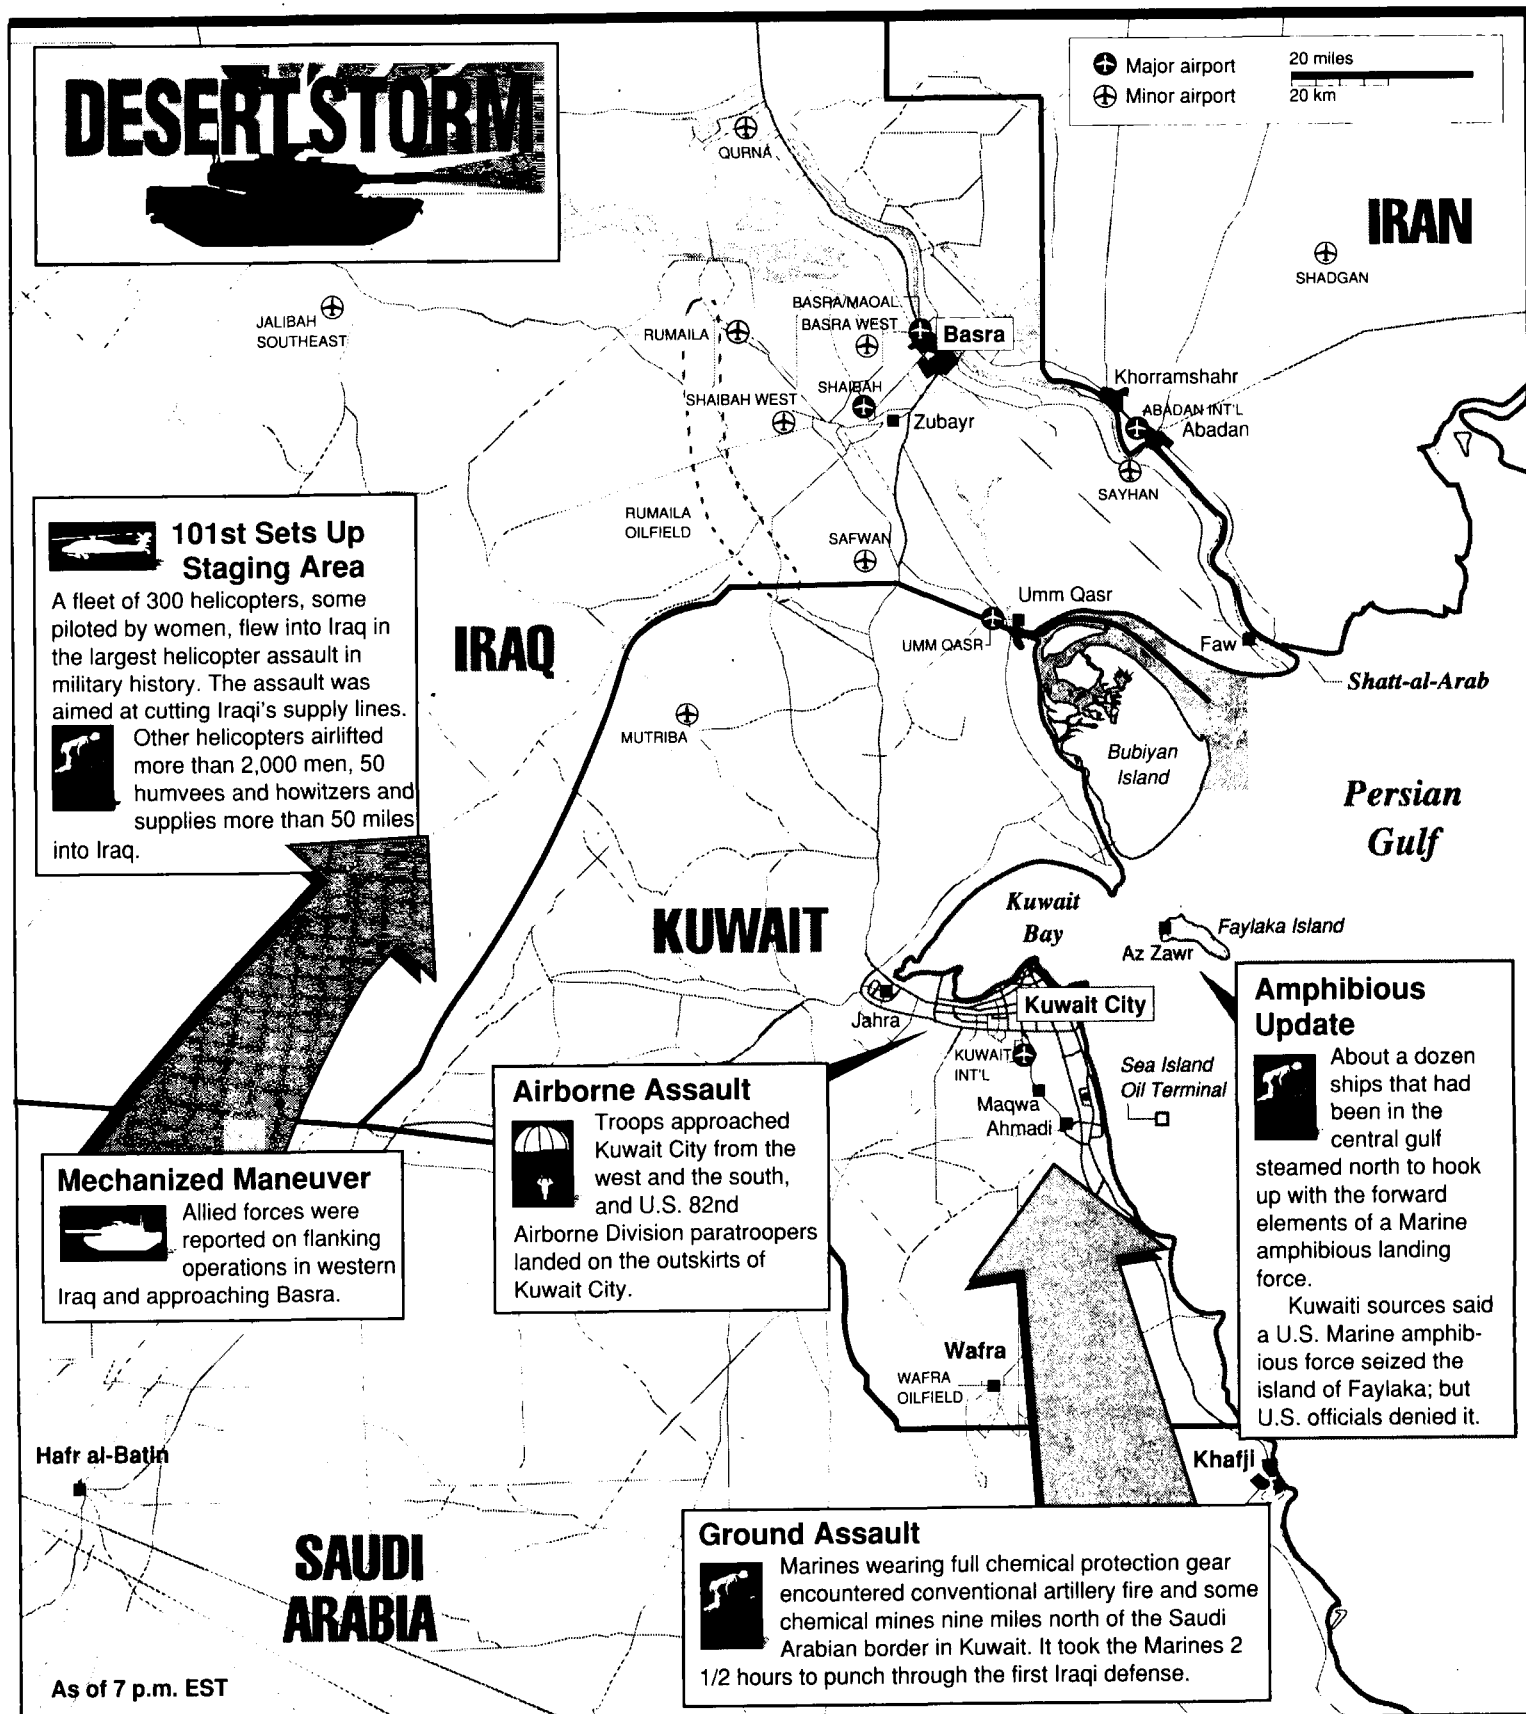 DESERT STORM
Major airport
Minor airport
20 miles
20 km
QURNA
IRAN
SHADGAN
JALIBAH
SOUTHEAST
RUMAILA
BASRA/MAOAL
BASRA WEST
Basra
SHAIBAH WEST
SHAIBAH
Zubayr
Khorramshahr
ABADAN INT'L
Abadan
SAYHAN
RUMAILA
OILFIELD
SAFWAN
101st Sets Up
Staging Area
A fleet of 300 helicopters, some
piloted by women, flew into Iraq in
the largest helicopter assault in
military history. The assault was
aimed at cutting Iraqi's supply lines.
Other helicopters airlifted
more than 2,000 men, 50
humvees and howitzers and
supplies more than 50 miles
into Iraq.
IRAQ
Umm Qasr
UMM QASR
Faw
Shatt-al-Arab
MUTRIBA
Bubiyan
Island
Persian
Gulf
KUWAIT
Kuwait
Bay
Faylaka Island
Az Zawr
Jahra
Kuwait City
KUWAIT
INT'L
Maqwa
Ahmadi
Sea Island
Oil Terminal
Amphibious
Update
About a dozen
ships that had
been in the
central gulf
steamed north to hook
up with the forward
elements of a Marine
amphibious landing
force.
Kuwaiti sources said
a U.S. Marine amphib-
ious force seized the
island of Faylaka; but
U.S. officials denied it.
Airborne Assault
Troops approached
Kuwait City from the
west and the south,
and U.S. 82nd
Airborne Division paratroopers
landed on the outskirts of
Kuwait City.
Mechanized Maneuver
Allied forces were
reported on flanking
operations in western
Iraq and approaching Basra.
Wafra
WAFRA
OILFIELD
Khafji
Hafr al-Batin
SAUDI
ARABIA
Ground Assault
Marines wearing full chemical protection gear
encountered conventional artillery fire and some
chemical mines nine miles north of the Saudi
Arabian border in Kuwait. It took the Marines 2
1/2 hours to punch through the first Iraqi defense.
As of 7 p.m. EST